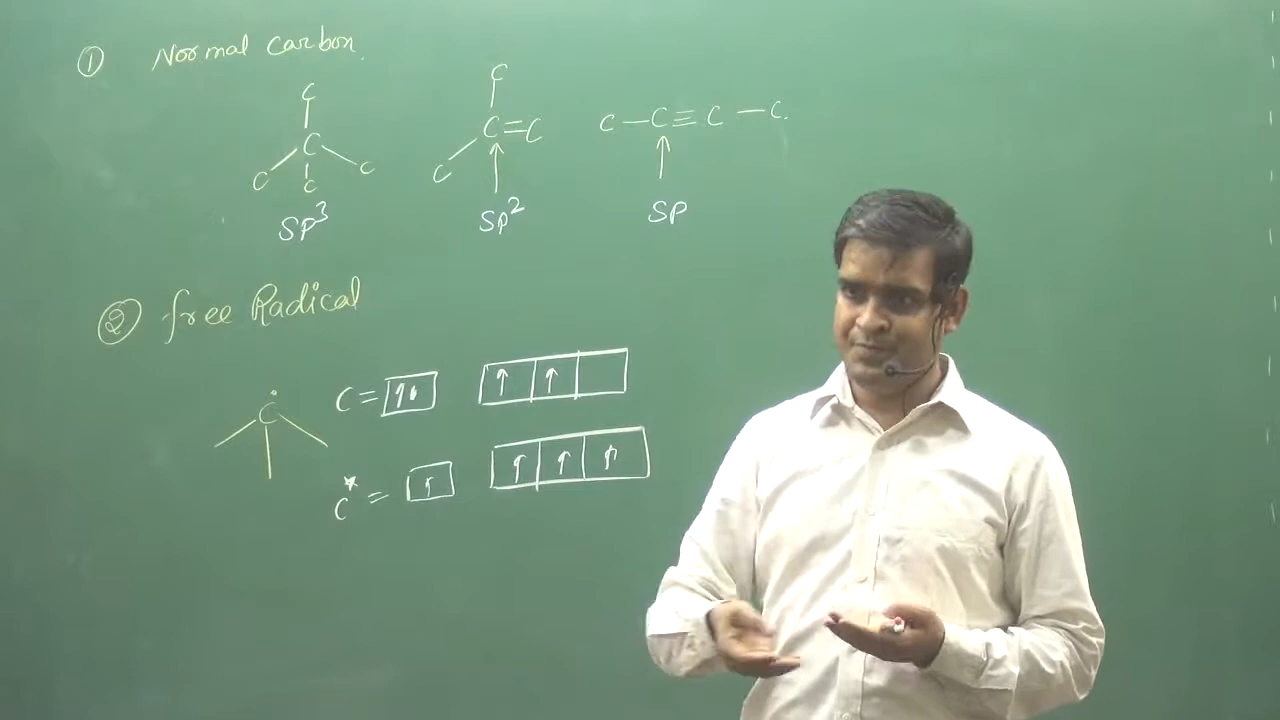 ① Normal Carbon.
C C
C C=C C—C≡C—C.
C C C C
SP³ SP² SP
② free Radical
Ċ C = ↑↓ ↑ ↑
C* = ↑ ↑ ↑ ↑